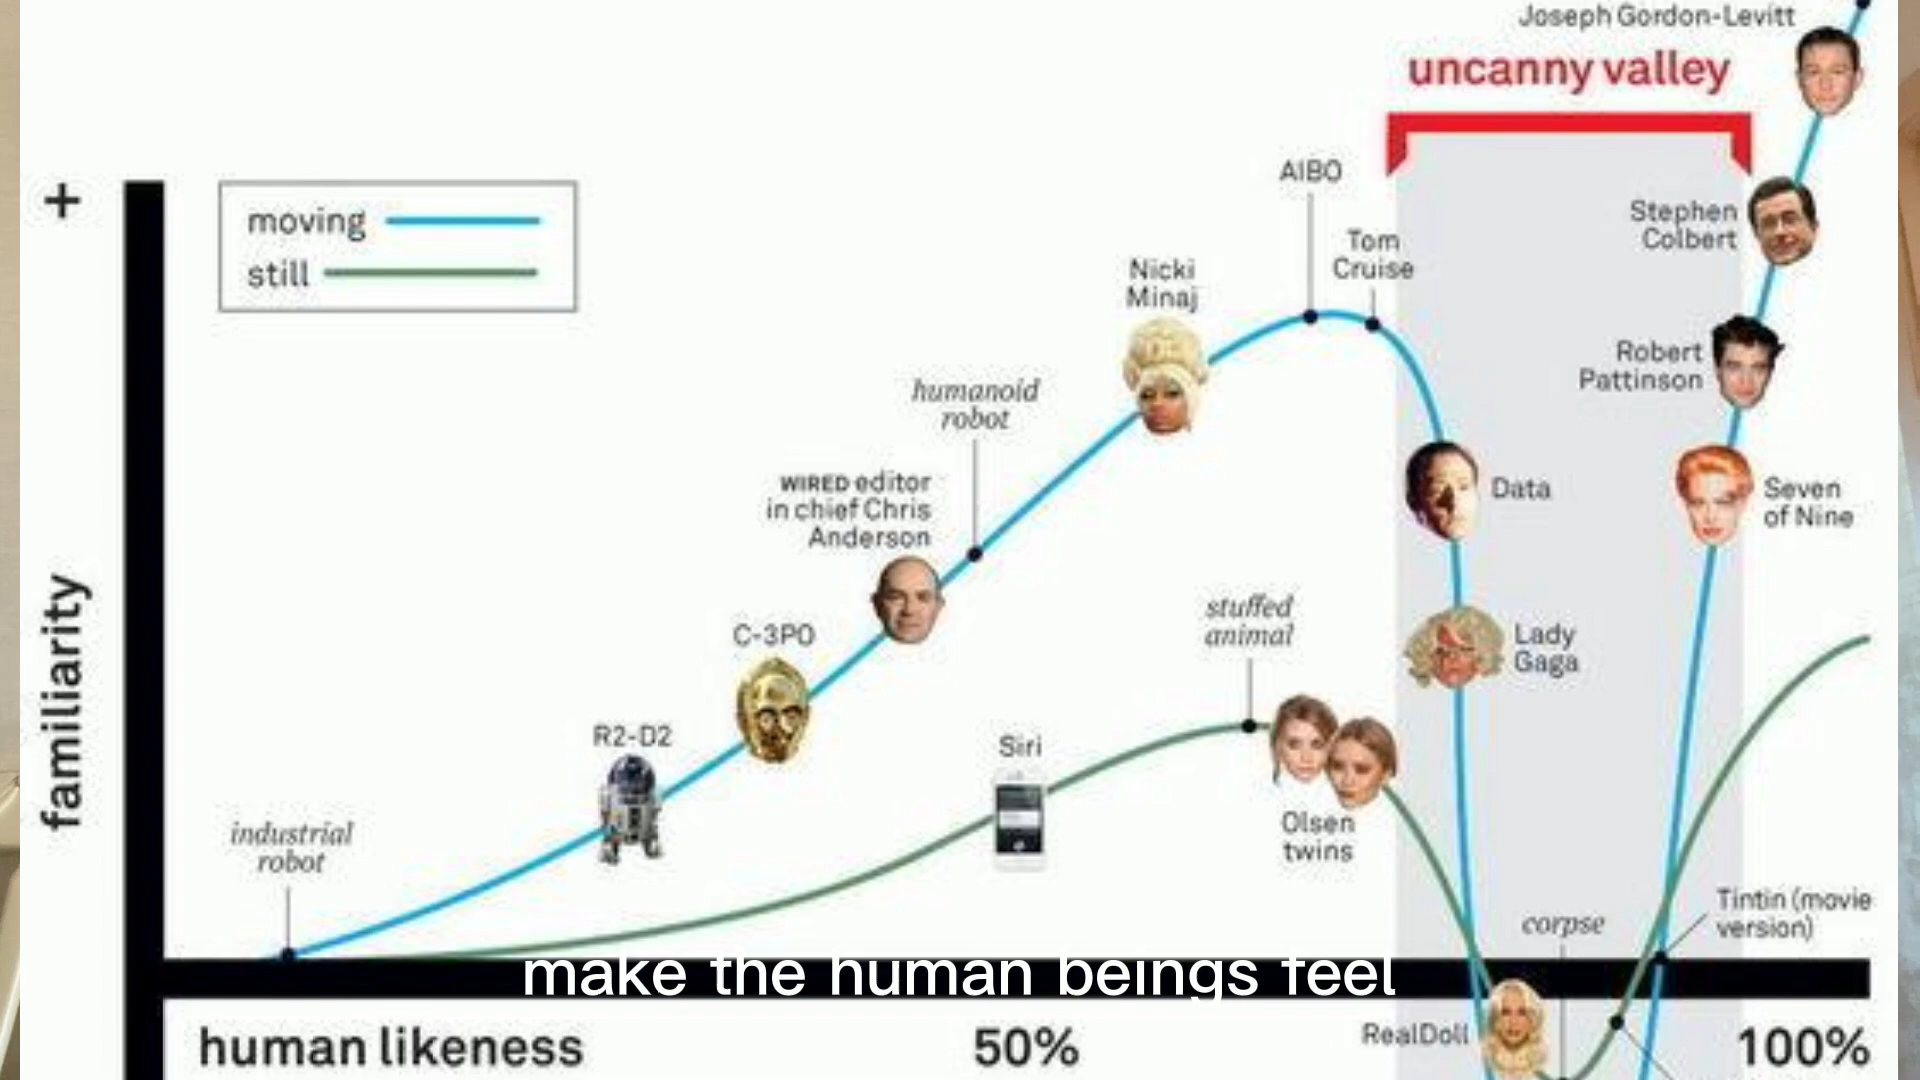 Joseph Gordon-Levitt
uncanny valley
+
moving
still
AIBO
Tom
Cruise
Stephen
Colbert
Nicki
Minaj
Robert
Pattinson
humanoid
robot
WIRED editor
in chief Chris
Anderson
Data
Seven
of Nine
familiarity
stuffed
animal
C-3PO
Lady
Gaga
R2-D2
Siri
industrial
robot
Olsen
twins
corpse
Tintin (movie
version)
make the human beings feel
RealDoll
human likeness
50%
100%